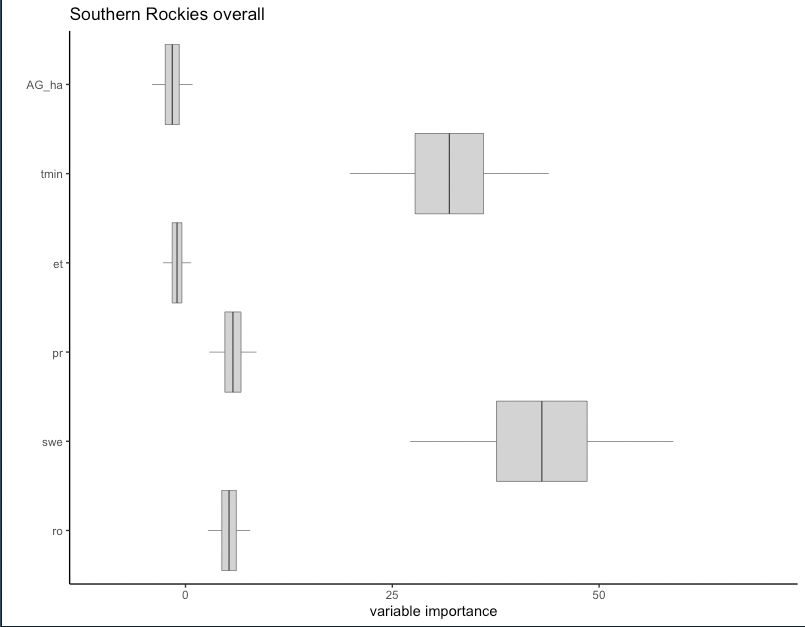 Southern Rockies overall
AG_ha
tmin
et
pr
swe
ro
0 25 50
variable importance